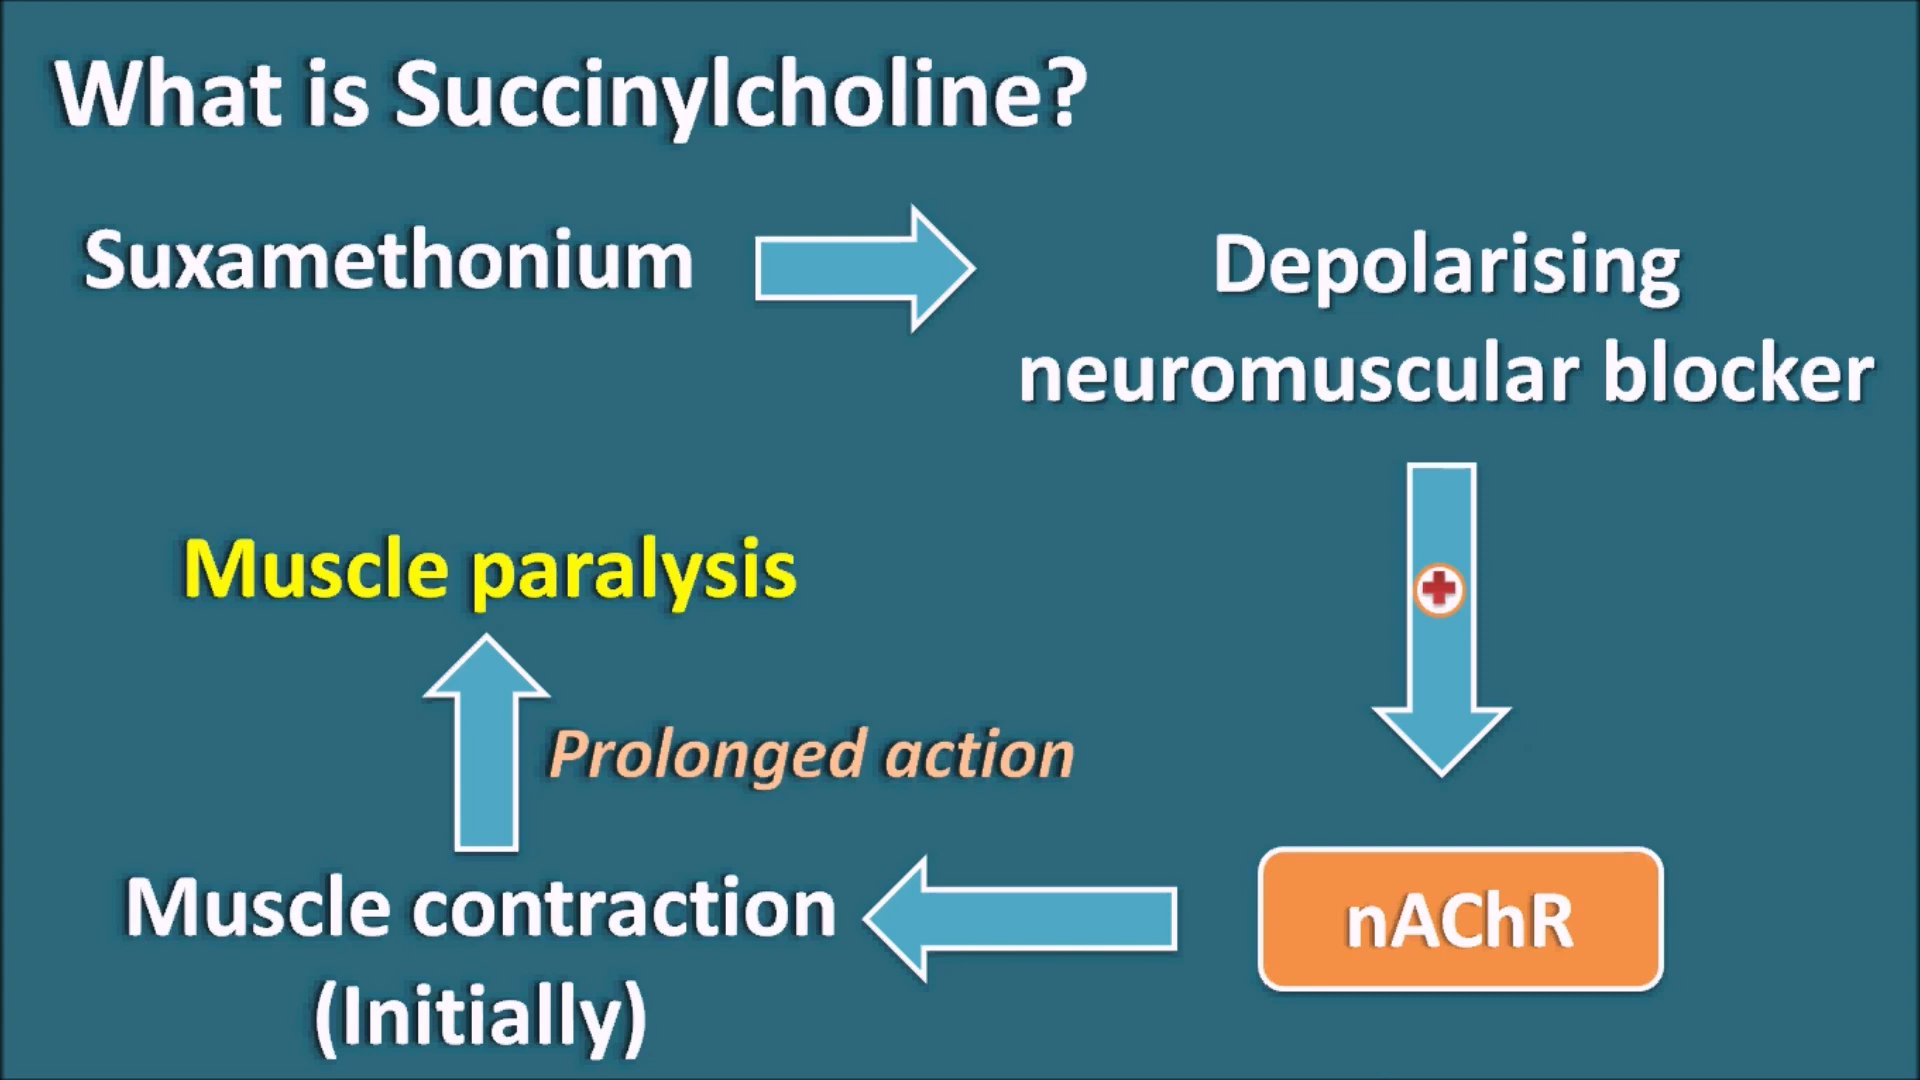 What is Succinylcholine?
Suxamethonium
Depolarising
neuromuscular blocker
nAChR
Muscle contraction
(Initially)
Prolonged action
Muscle paralysis